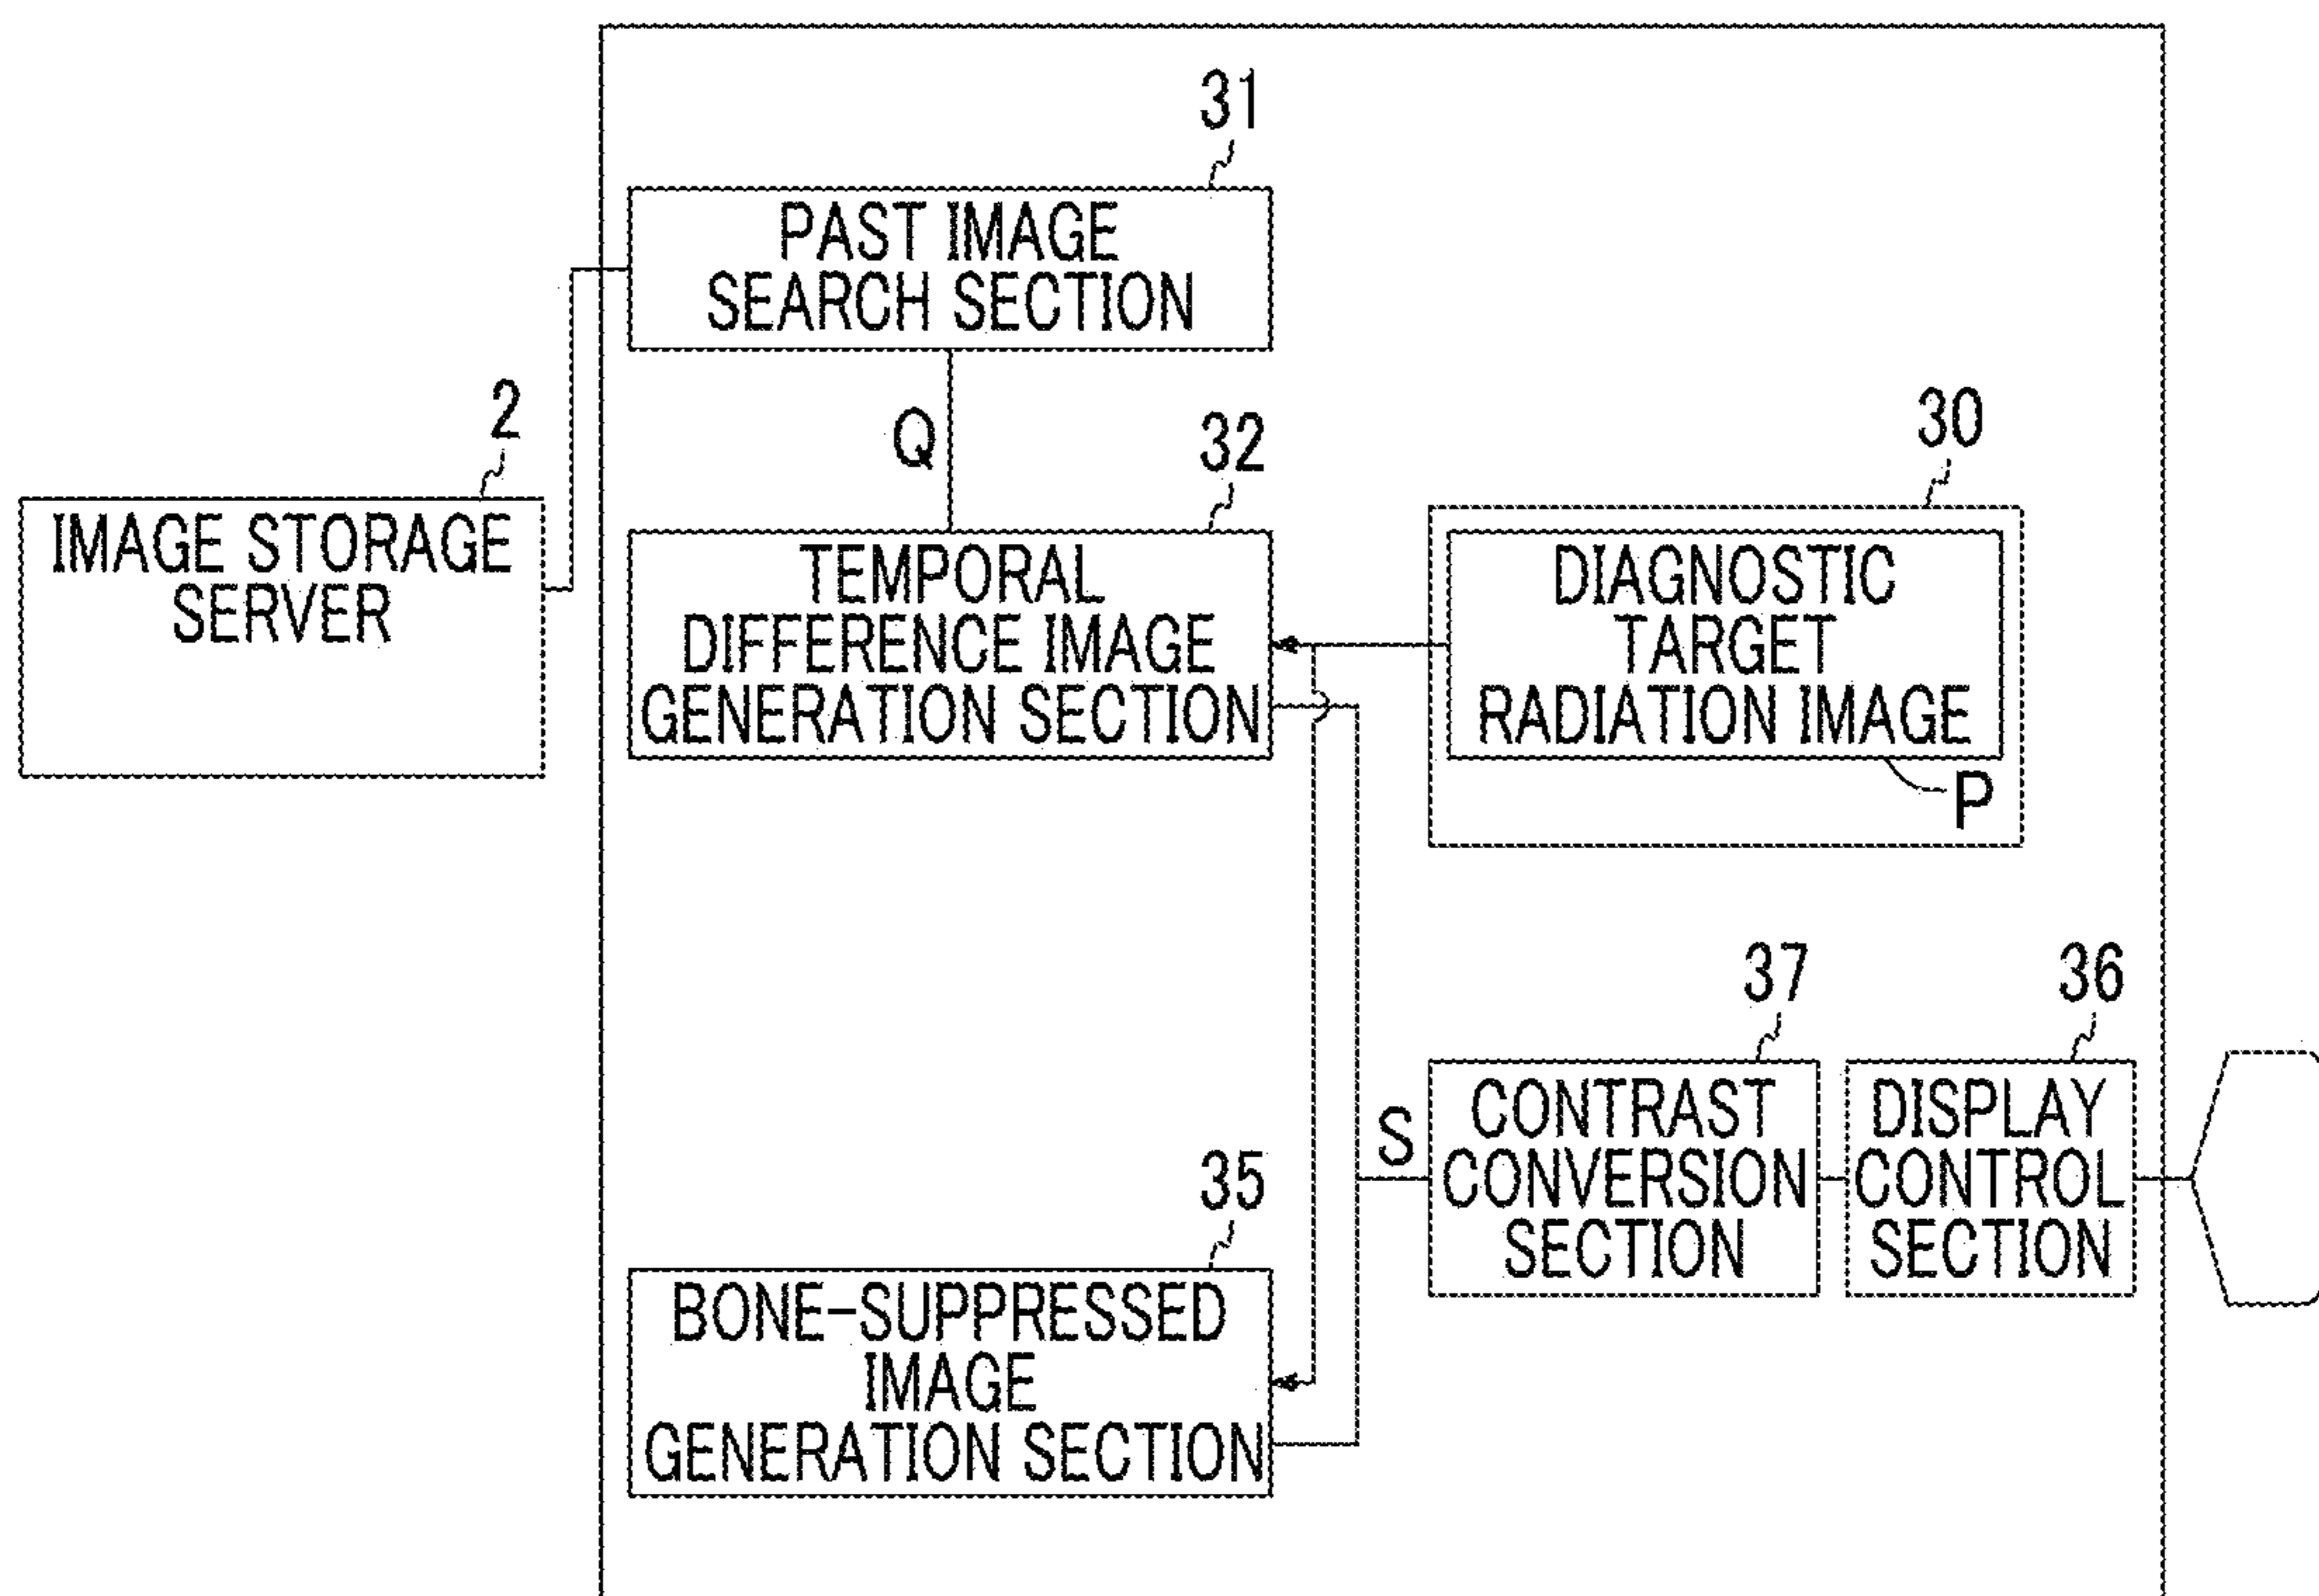 31
PAST IMAGE
SEARCH SECTION
2
IMAGE STORAGE
SERVER
Q
32
TEMPORAL
DIFFERENCE IMAGE
GENERATION SECTION
30
DIAGNOSTIC
TARGET
RADIATION IMAGE
P
37
CONTRAST
CONVERSION
SECTION
36
DISPLAY
CONTROL
SECTION
S
35
BONE-SUPPRESSED
IMAGE
GENERATION SECTION